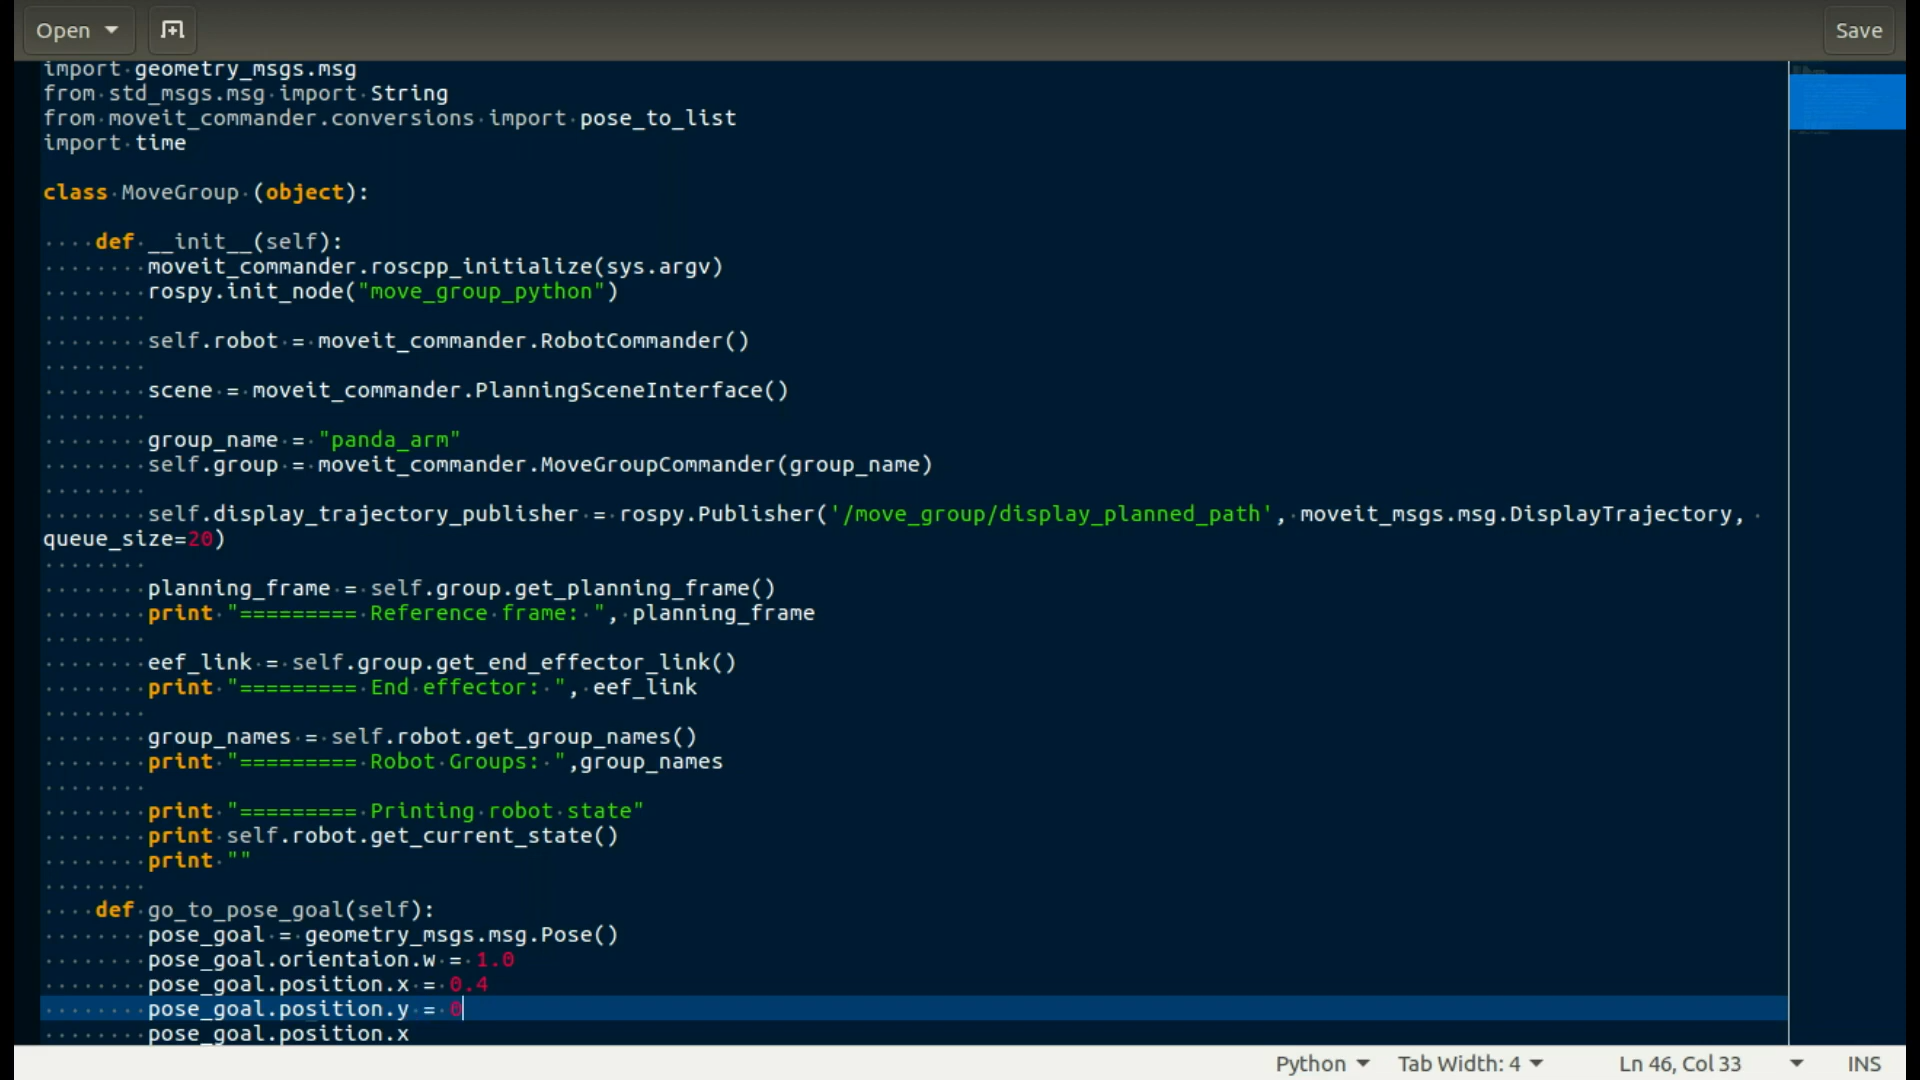 Open
Save
import geometry_msgs.msg
from std_msgs.msg import String
from moveit_commander.conversions import pose_to_list
import time
class MoveGroup (object):
def __init__(self):
moveit_commander.roscpp_initialize(sys.argv)
rospy.init_node("move_group_python")
self.robot = moveit_commander.RobotCommander()
scene = moveit_commander.PlanningSceneInterface()
group_name = "panda_arm"
self.group = moveit_commander.MoveGroupCommander(group_name)
self.display_trajectory_publisher = rospy.Publisher('/move_group/display_planned_path', moveit_msgs.msg.DisplayTrajectory,
queue_size=20)
planning_frame = self.group.get_planning_frame()
print "========= Reference frame: ", planning_frame
eef_link = self.group.get_end_effector_link()
print "========= End effector: ", eef_link
group_names = self.robot.get_group_names()
print "========= Robot Groups: ",group_names
print "========= Printing robot state"
print self.robot.get_current_state()
print ""
def go_to_pose_goal(self):
pose_goal = geometry_msgs.msg.Pose()
pose_goal.orientaion.w = 1.0
pose_goal.position.x = 0.4
pose_goal.position.y = 0
pose_goal.position.x
Python
Tab Width: 4
Ln 46, Col 33
INS